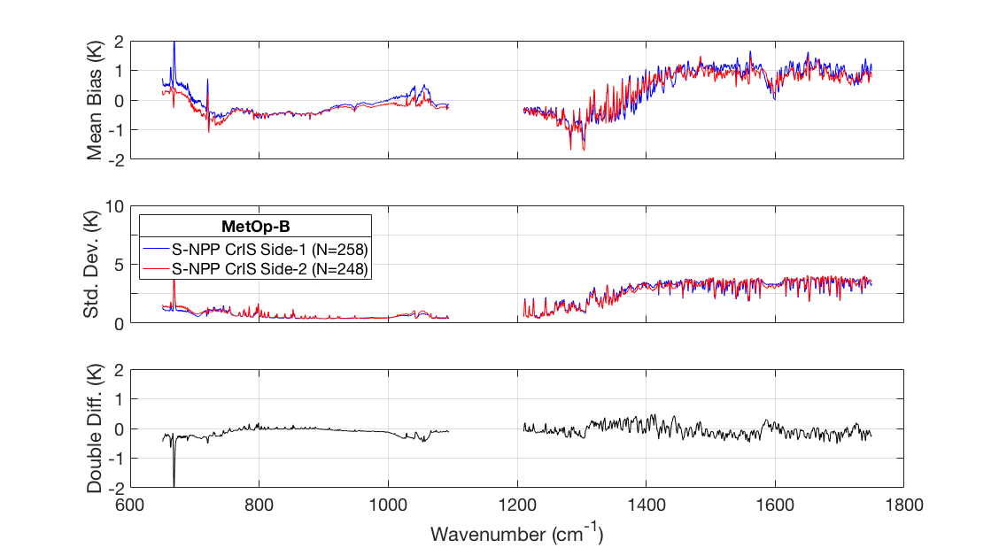 2
1
0
-1
-2
Mean Bias (K)
10
5
0
Std. Dev. (K)
MetOp-B
S-NPP CrIS Side-1 (N=258)
S-NPP CrIS Side-2 (N=248)
2
1
0
-1
-2
Double Diff. (K)
600 800 1000 1200 1400 1600 1800
Wavenumber (cm⁻¹)